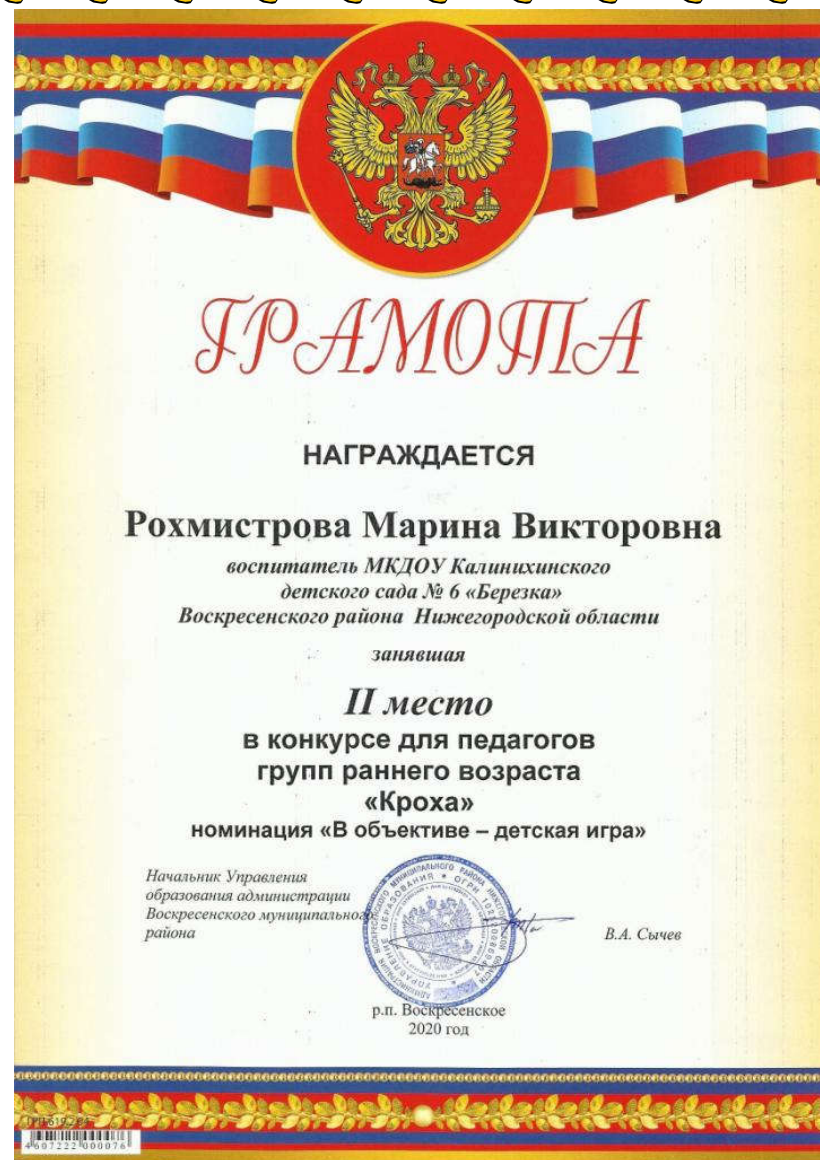 ГРАМОТА
НАГРАЖДАЕТСЯ
Рохмистрова Марина Викторовна
воспитатель МКДОУ Калинихинского
детского сада № 6 «Березка»
Воскресенского района Нижегородской области
занявшая
II место
в конкурсе для педагогов
групп раннего возраста
«Кроха»
номинация «В объективе – детская игра»
Начальник Управления
образования администрации
Воскресенского муниципального
района
В.А. Сычев
р.п. Воскресенское
2020 год
4607222000076